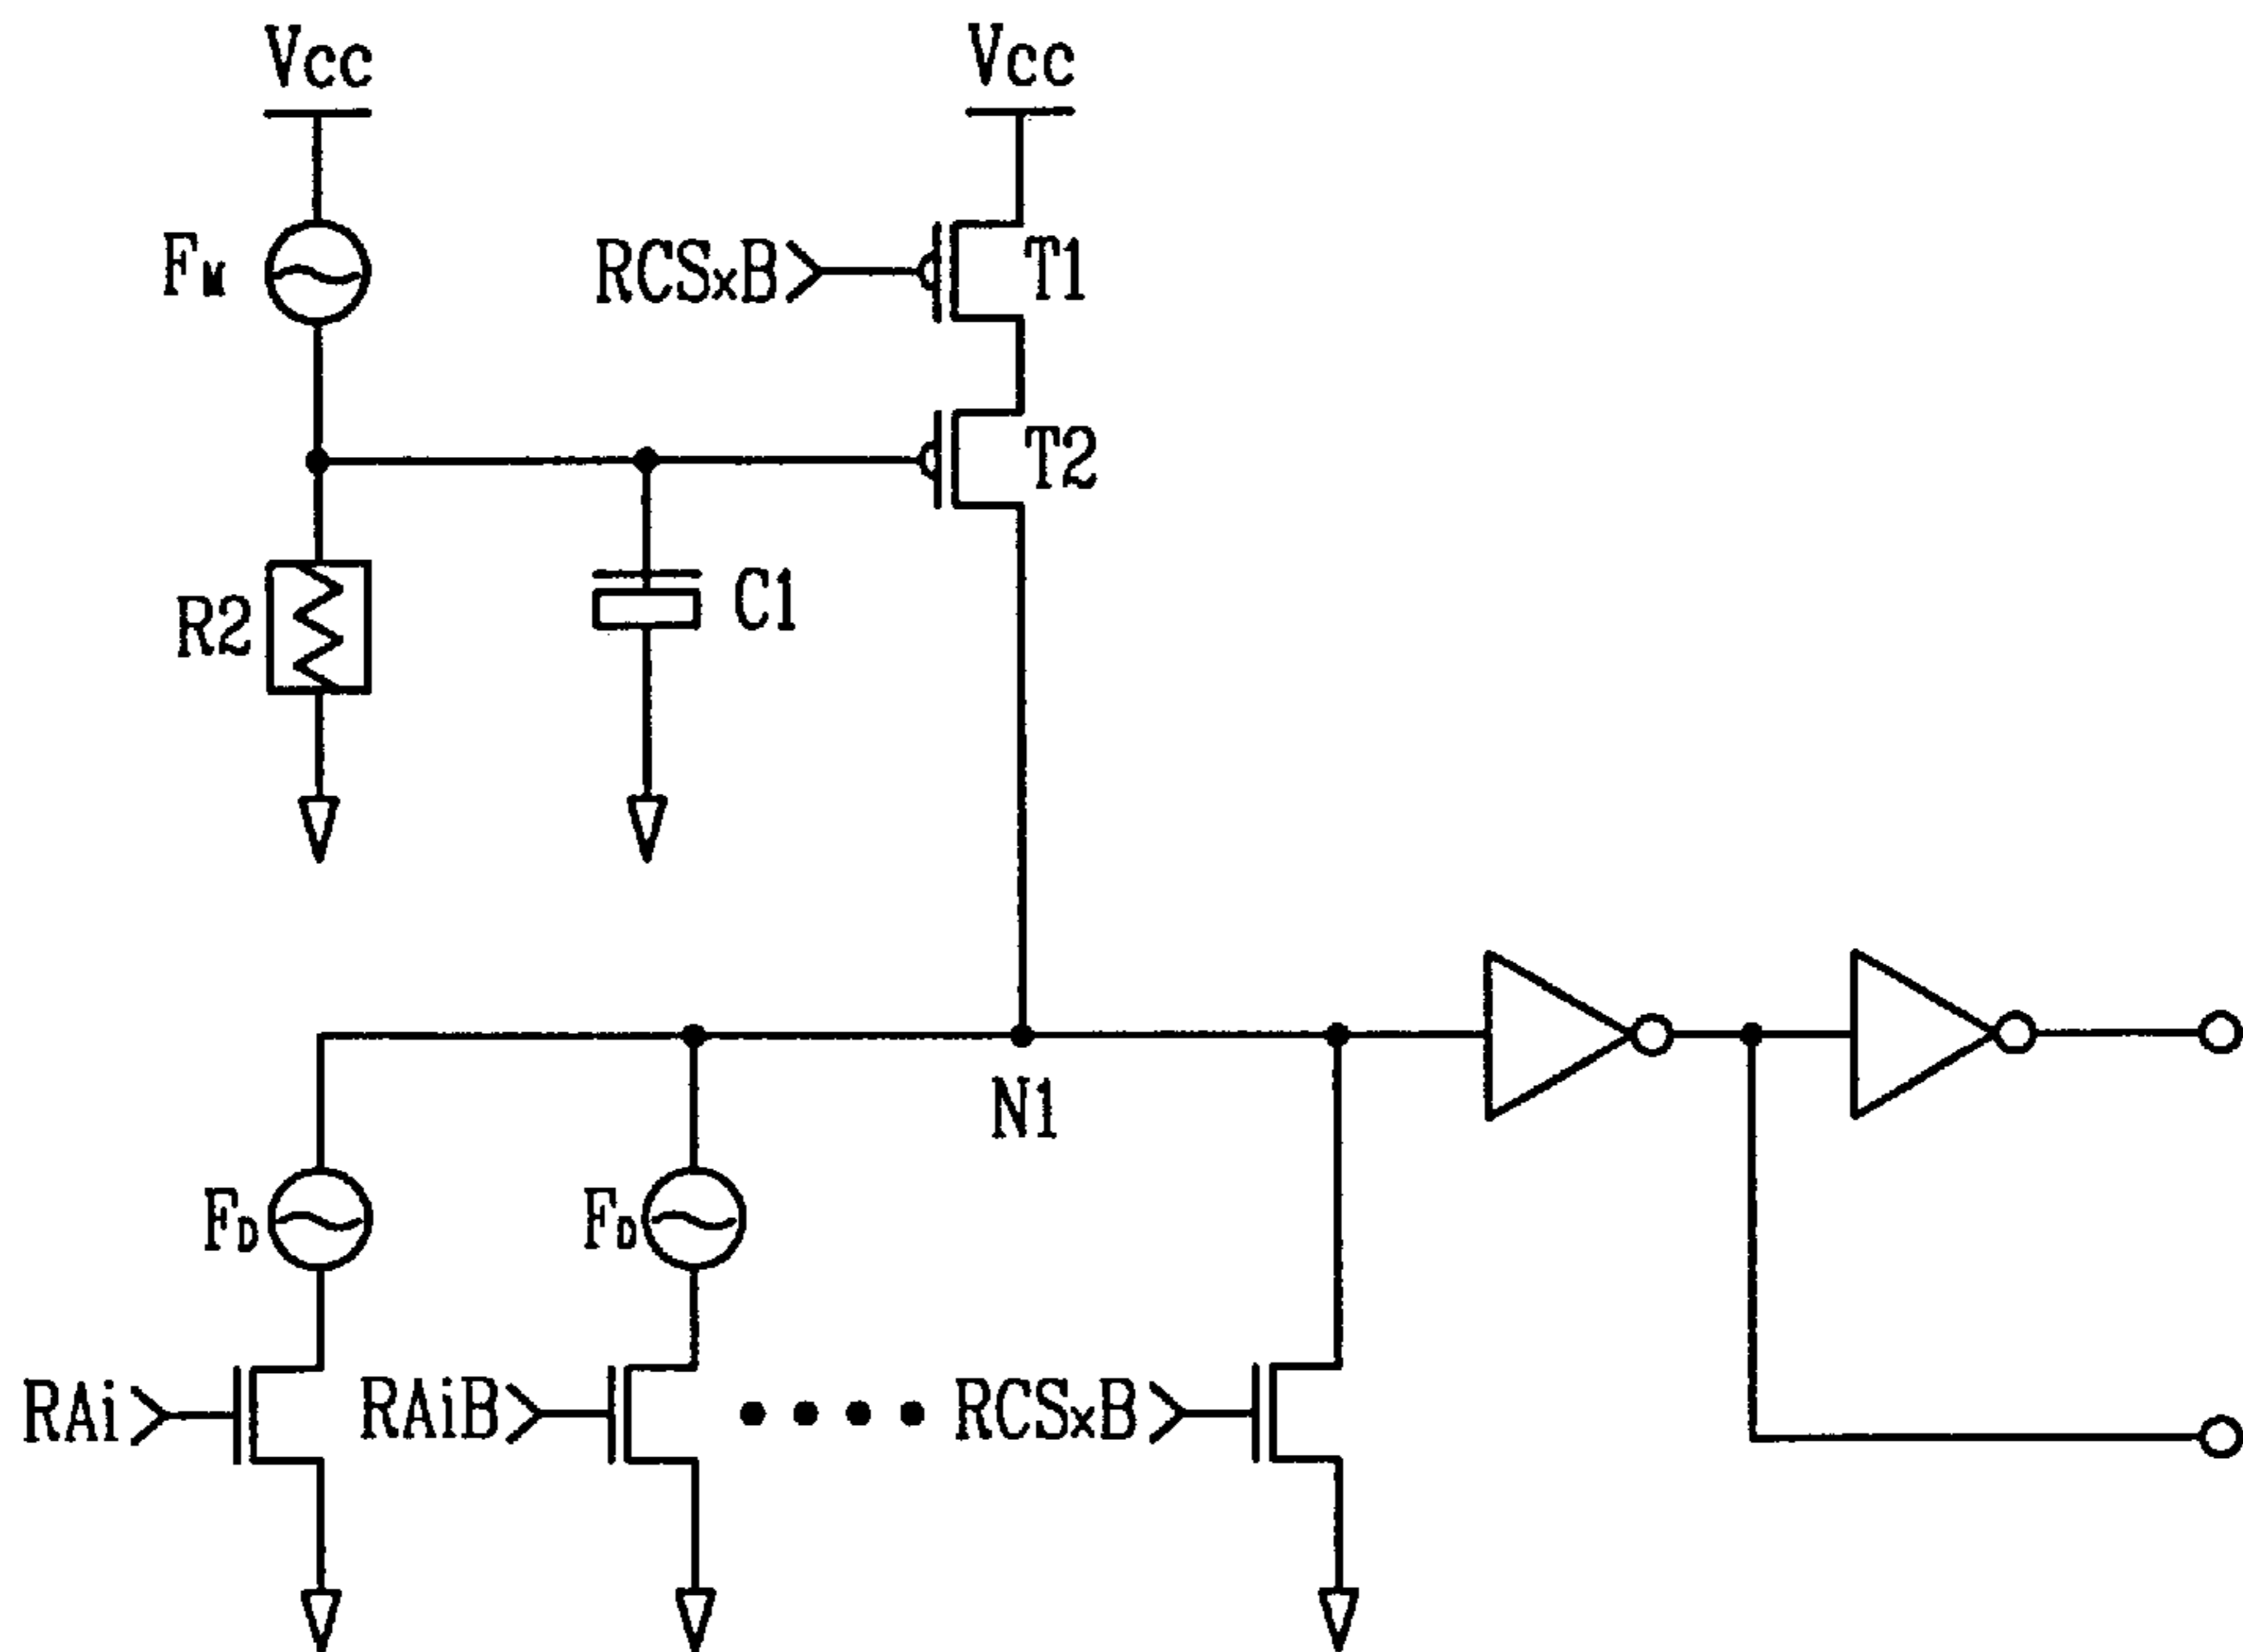 Vcc
Vcc
FM
RCSxB
T1
T2
R2
C1
N1
FD
FD
RAi
RAiB
RCSxB